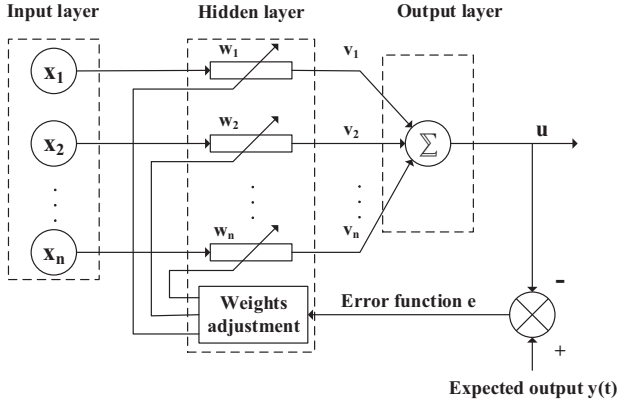 Input layer
Hidden layer
Output layer
x1
w1
v1
x2
w2
v2
Σ
u
xn
wn
vn
Weights
adjustment
Error function e
-
+
Expected output y(t)